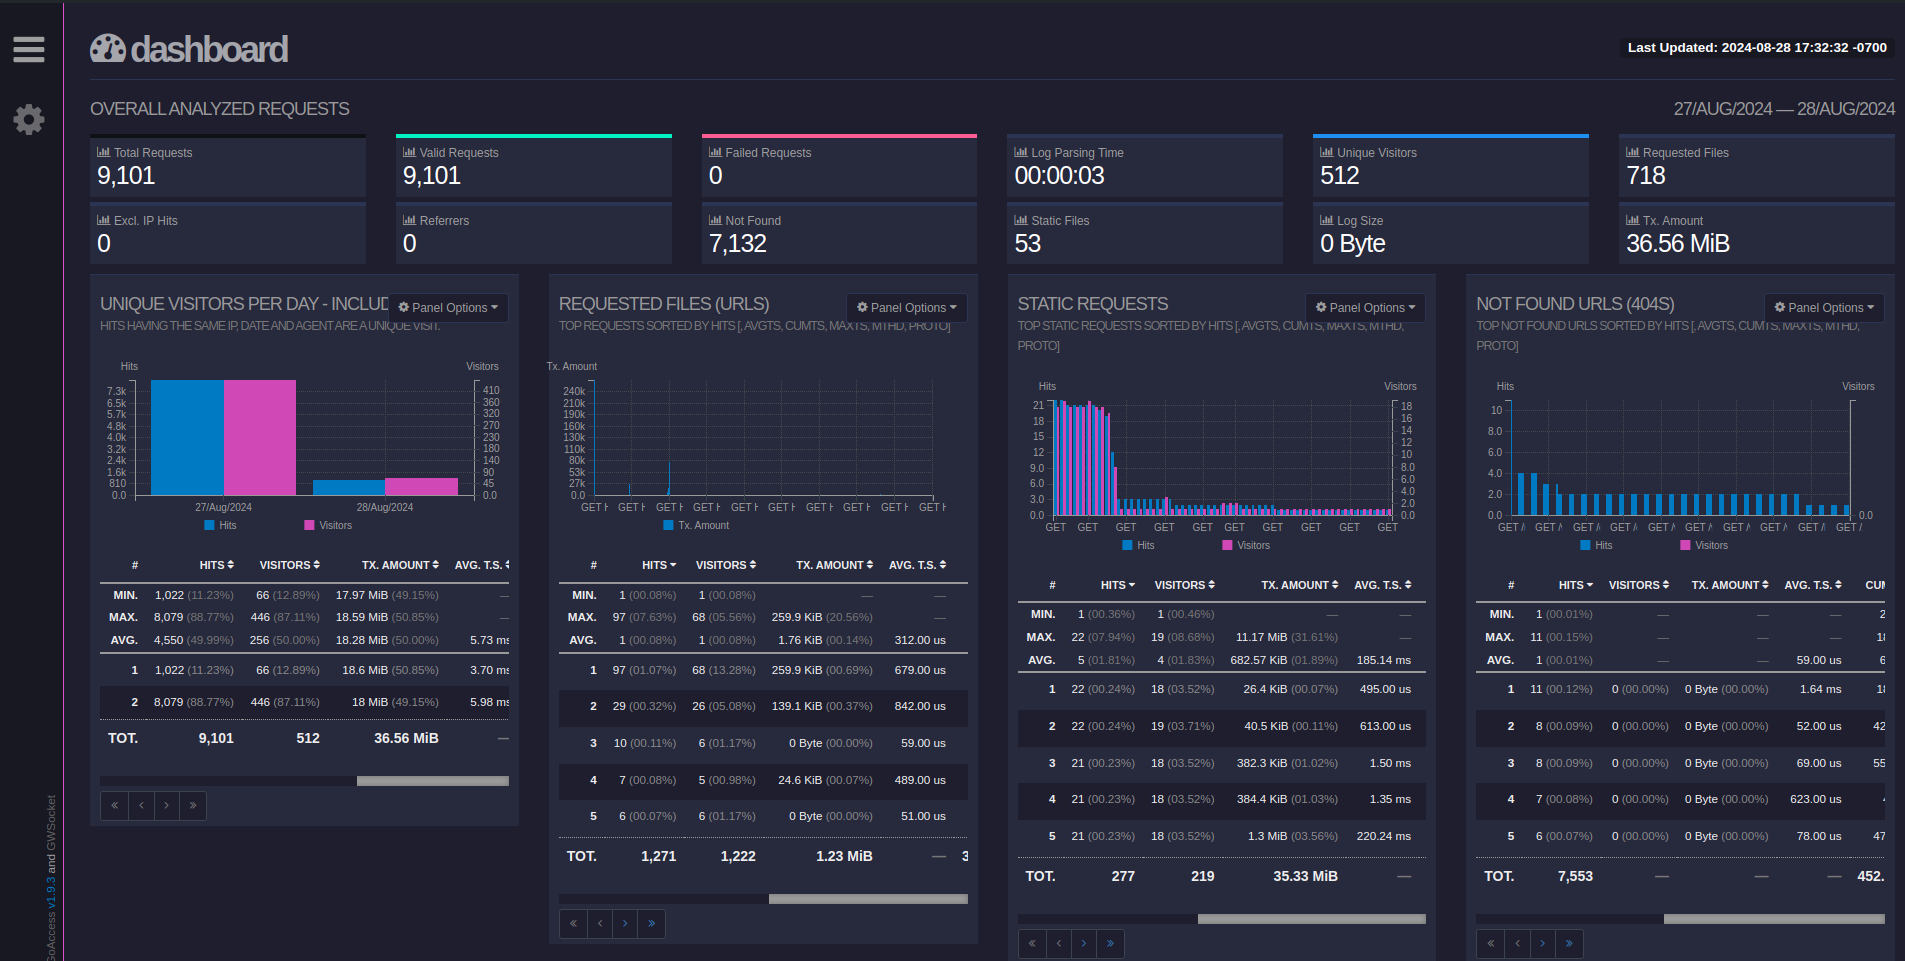 dashboard
Last Updated: 2024-08-28 17:32:32 -0700
OVERALL ANALYZED REQUESTS
27/AUG/2024 — 28/AUG/2024
Total Requests
9,101
Valid Requests
9,101
Failed Requests
0
Log Parsing Time
00:00:03
Unique Visitors
512
Requested Files
718
Excl. IP Hits
0
Referrers
0
Not Found
7,132
Static Files
53
Log Size
0 Byte
Tx. Amount
36.56 MiB
UNIQUE VISITORS PER DAY - INCLUD
Panel Options
HITS HAVING THE SAME IP, DATE AND AGENT ARE A UNIQUE VISIT.
Hits Visitors
7.3k 410
6.5k 360
5.7k 320
4.8k 270
4.0k 230
3.2k 180
2.4k 140
1.6k 90
810 45
0.0 0.0
27/Aug/2024 28/Aug/2024
Hits Visitors
# HITS VISITORS TX. AMOUNT AVG. T.S.
MIN. 1,022 (11.23%) 66 (12.89%) 17.97 MiB (49.15%) —
MAX. 8,079 (88.77%) 446 (87.11%) 18.59 MiB (50.85%) —
AVG. 4,550 (49.99%) 256 (50.00%) 18.28 MiB (50.00%) 5.73 ms
1 1,022 (11.23%) 66 (12.89%) 18.6 MiB (50.85%) 3.70 ms
2 8,079 (88.77%) 446 (87.11%) 18 MiB (49.15%) 5.98 ms
TOT. 9,101 512 36.56 MiB —
« ‹ › »
REQUESTED FILES (URLS)
Panel Options
TOP REQUESTS SORTED BY HITS [, AVGTS, CUMTS, MAXTS, MTHD, PROTO]
Tx. Amount
240k
210k
190k
160k
130k
110k
80k
53k
27k
0.0
GET GET GET GET GET GET GET GET GET GET
Tx. Amount
# HITS VISITORS TX. AMOUNT AVG. T.S.
MIN. 1 (00.08%) 1 (00.08%) — —
MAX. 97 (07.63%) 68 (05.56%) 259.9 KiB (20.56%) —
AVG. 1 (00.08%) 1 (00.08%) 1.76 KiB (00.14%) 312.00 us
1 97 (01.07%) 68 (13.28%) 259.9 KiB (00.69%) 679.00 us
2 29 (00.32%) 26 (05.08%) 139.1 KiB (00.37%) 842.00 us
3 10 (00.11%) 6 (01.17%) 0 Byte (00.00%) 59.00 us
4 7 (00.08%) 5 (00.98%) 24.6 KiB (00.07%) 489.00 us
5 6 (00.07%) 6 (01.17%) 0 Byte (00.00%) 51.00 us
TOT. 1,271 1,222 1.23 MiB — 3
« ‹ › »
STATIC REQUESTS
Panel Options
TOP STATIC REQUESTS SORTED BY HITS [, AVGTS, CUMTS, MAXTS, MTHD,
PROTO]
Hits Visitors
21 18
18 16
15 14
12 12
9.0 10
6.0 8.0
3.0 6.0
0.0 4.0
2.0
0.0
GET GET GET GET GET GET GET GET GET GET
Hits Visitors
# HITS VISITORS TX. AMOUNT AVG. T.S.
MIN. 1 (00.36%) 1 (00.46%) — —
MAX. 22 (07.94%) 19 (08.68%) 11.17 MiB (31.61%) —
AVG. 5 (01.81%) 4 (01.83%) 682.57 KiB (01.89%) 185.14 ms
1 22 (00.24%) 18 (03.52%) 26.4 KiB (00.07%) 495.00 us
2 22 (00.24%) 19 (03.71%) 40.5 KiB (00.11%) 613.00 us
3 21 (00.23%) 18 (03.52%) 382.3 KiB (01.02%) 1.50 ms
4 21 (00.23%) 18 (03.52%) 384.4 KiB (01.03%) 1.35 ms
5 21 (00.23%) 18 (03.52%) 1.3 MiB (03.56%) 220.24 ms
TOT. 277 219 35.33 MiB —
« ‹ › »
NOT FOUND URLS (404S)
Panel Options
TOP NOT FOUND URLS SORTED BY HITS [, AVGTS, CUMTS, MAXTS, MTHD,
PROTO]
Hits Visitors
10
8.0
6.0
4.0
2.0
0.0 0.0
GET / GET / GET / GET / GET / GET / GET / GET / GET / GET /
Hits Visitors
# HITS VISITORS TX. AMOUNT AVG. T.S. CUM
MIN. 1 (00.01%) — — — 2
MAX. 11 (00.15%) — — — 18
AVG. 1 (00.01%) — — 59.00 us 6
1 11 (00.12%) 0 (00.00%) 0 Byte (00.00%) 1.64 ms 18
2 8 (00.09%) 0 (00.00%) 0 Byte (00.00%) 52.00 us 42
3 8 (00.09%) 0 (00.00%) 0 Byte (00.00%) 69.00 us 55
4 7 (00.08%) 0 (00.00%) 0 Byte (00.00%) 623.00 us
5 6 (00.07%) 0 (00.00%) 0 Byte (00.00%) 78.00 us 47
TOT. 7,553 — — — 452.
« ‹ › »
GoAccess v1.9.3 and GWSocket